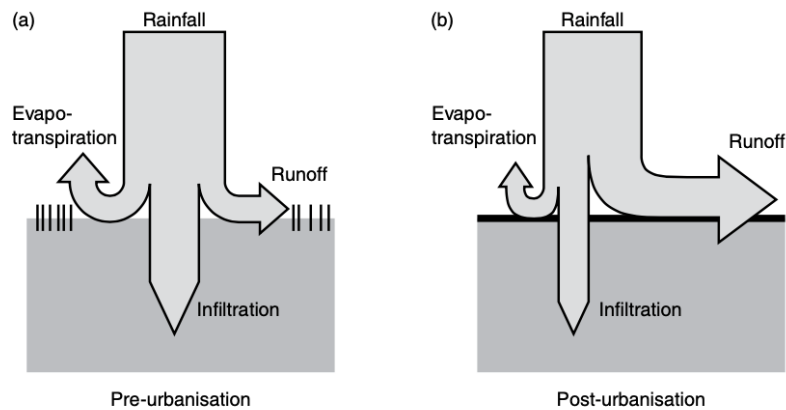 (a)
Rainfall
Evapo-
transpiration
Runoff
Infiltration
Pre-urbanisation
(b)
Rainfall
Evapo-
transpiration
Runoff
Infiltration
Post-urbanisation